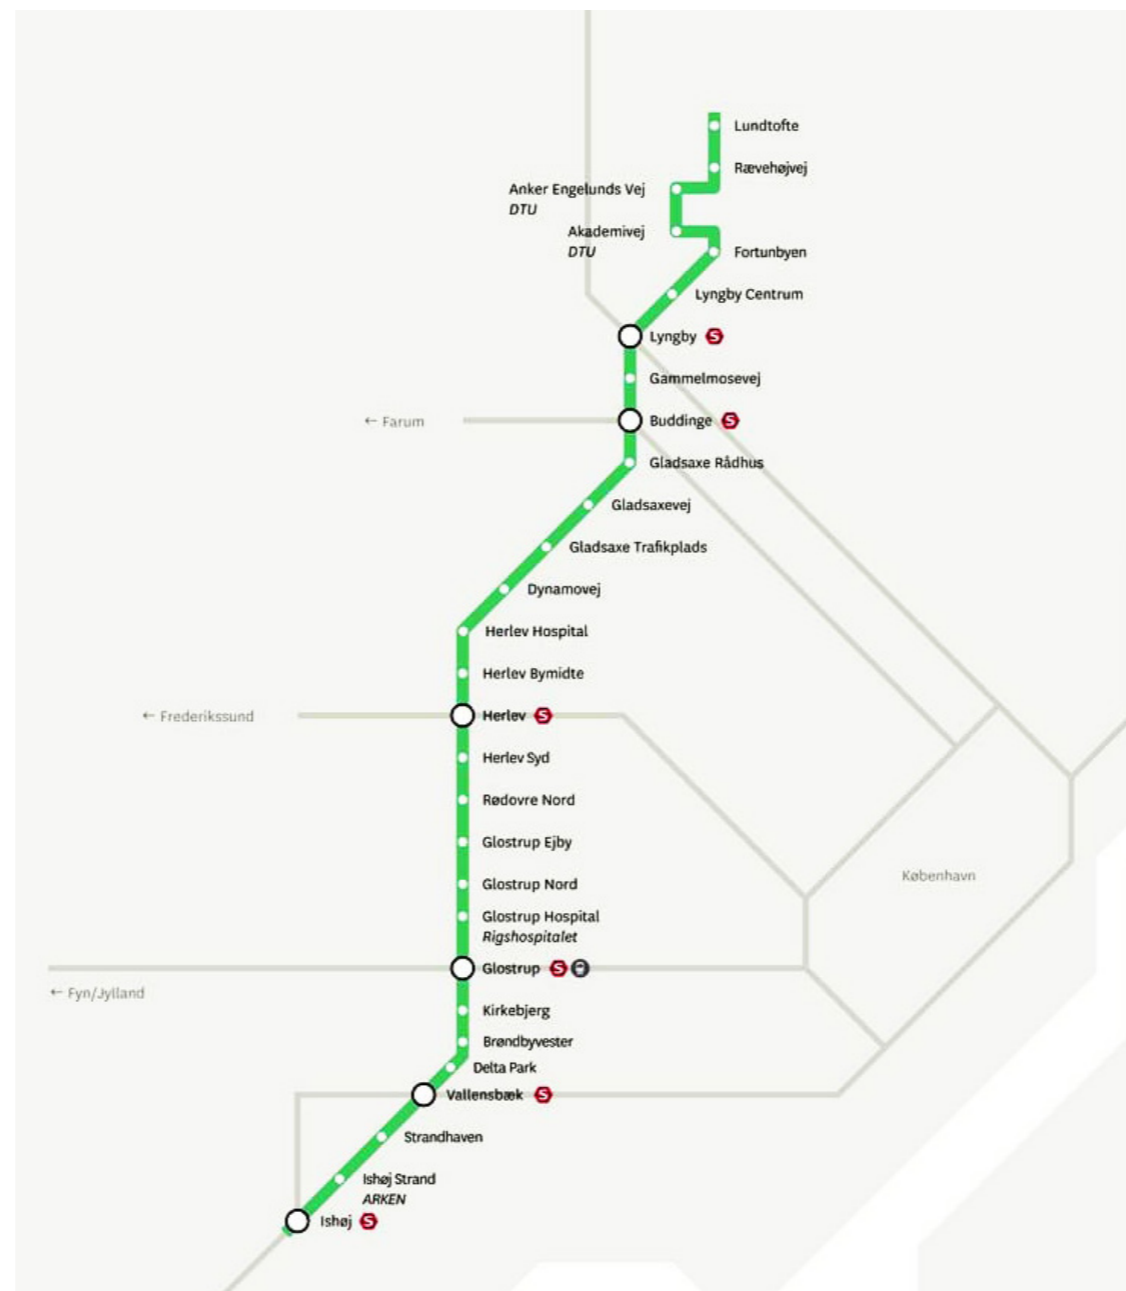 Lundtofte
Rævehøjvej
Anker Engelunds Vej
DTU
Akademivej
DTU
Fortunbyen
Lyngby Centrum
Lyngby S
Gammelmosevej
← Farum
Buddinge S
Gladsaxe Rådhus
Gladsaxevej
Gladsaxe Trafikplads
Dynamovej
Herlev Hospital
Herlev Bymidte
← Frederikssund
Herlev S
Herlev Syd
Rødovre Nord
Glostrup Ejby
København
Glostrup Nord
Glostrup Hospital
Rigshospitalet
Glostrup S
← Fyn/Jylland
Kirkebjerg
Brøndbyvester
Delta Park
Vallensbæk S
Strandhaven
Ishøj Strand
ARKEN
Ishøj S